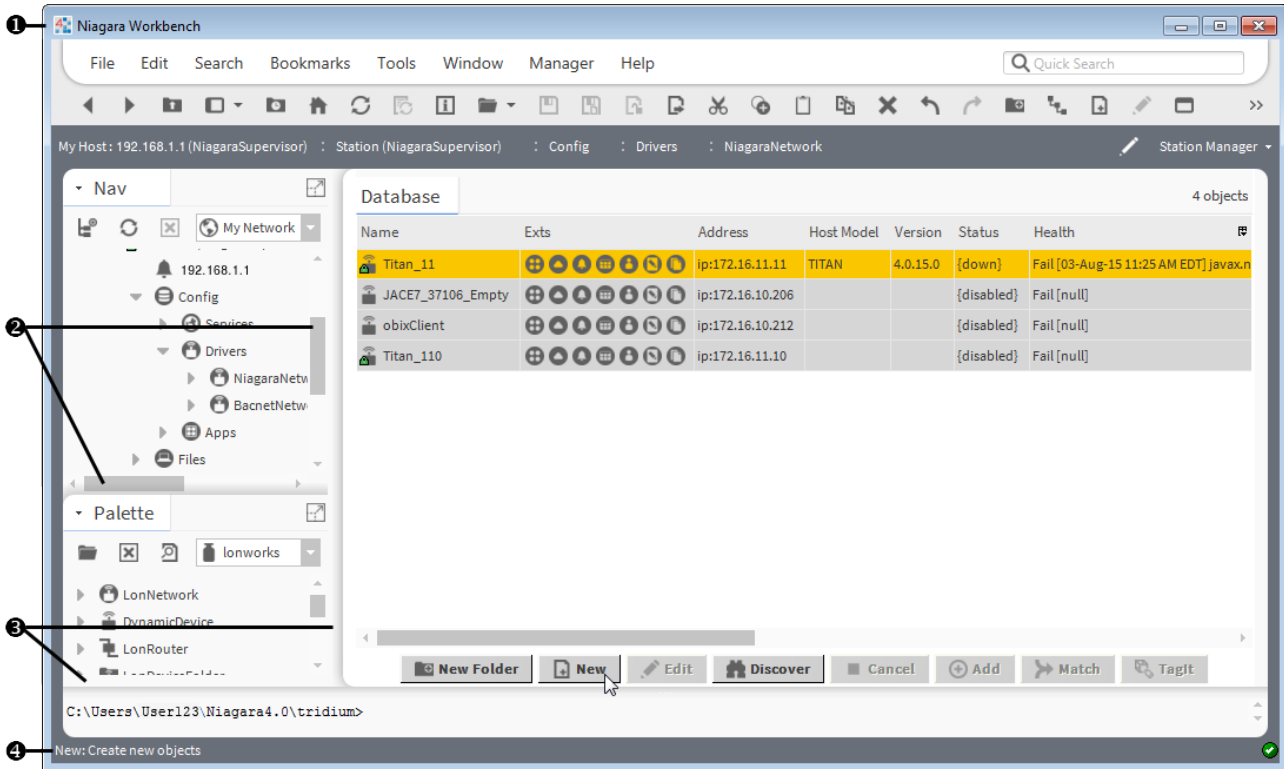 ❶ Niagara Workbench
File Edit Search Bookmarks Tools Window Manager Help Quick Search
My Host : 192.168.1.1 (NiagaraSupervisor) : Station (NiagaraSupervisor) : Config : Drivers : NiagaraNetwork Station Manager
Nav
My Network
192.168.1.1
Config
Services
Drivers
NiagaraNetw
BacnetNetw
Apps
Files
❷
Palette
lonworks
LonNetwork
DynamicDevice
LonRouter
LonDeviceFolder
❸
Database 4 objects
Name Exts Address Host Model Version Status Health
Titan_11 ip:172.16.11.11 TITAN 4.0.15.0 {down} Fail [03-Aug-15 11:25 AM EDT] javax.n
JACE7_37106_Empty ip:172.16.10.206 {disabled} Fail [null]
obixClient ip:172.16.10.212 {disabled} Fail [null]
Titan_110 ip:172.16.11.10 {disabled} Fail [null]
New Folder New Edit Discover Cancel Add Match TagIt
C:\Users\User123\Niagara4.0\tridium>
❹ New: Create new objects